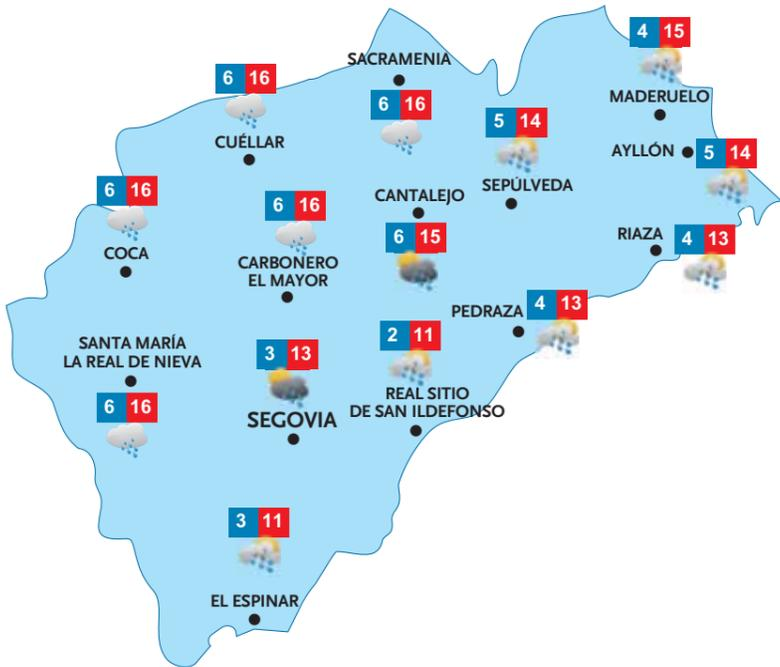 4 15
MADERUELO
SACRAMENIA
6 16
6 16
CUÉLLAR
5 14
SEPÚLVEDA
AYLLÓN
5 14
6 16
COCA
6 16
CARBONERO
EL MAYOR
CANTALEJO
6 15
RIAZA
4 13
PEDRAZA
4 13
SANTA MARÍA
LA REAL DE NIEVA
6 16
3 13
SEGOVIA
2 11
REAL SITIO
DE SAN ILDEFONSO
3 11
EL ESPINAR